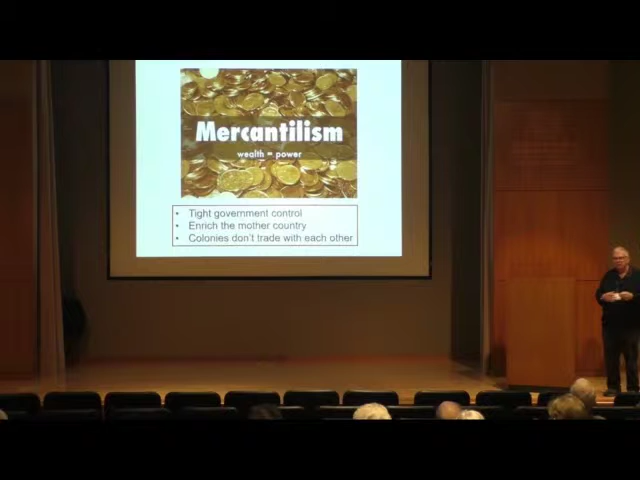 Mercantilism
wealth = power
• Tight government control
• Enrich the mother country
• Colonies don't trade with each other